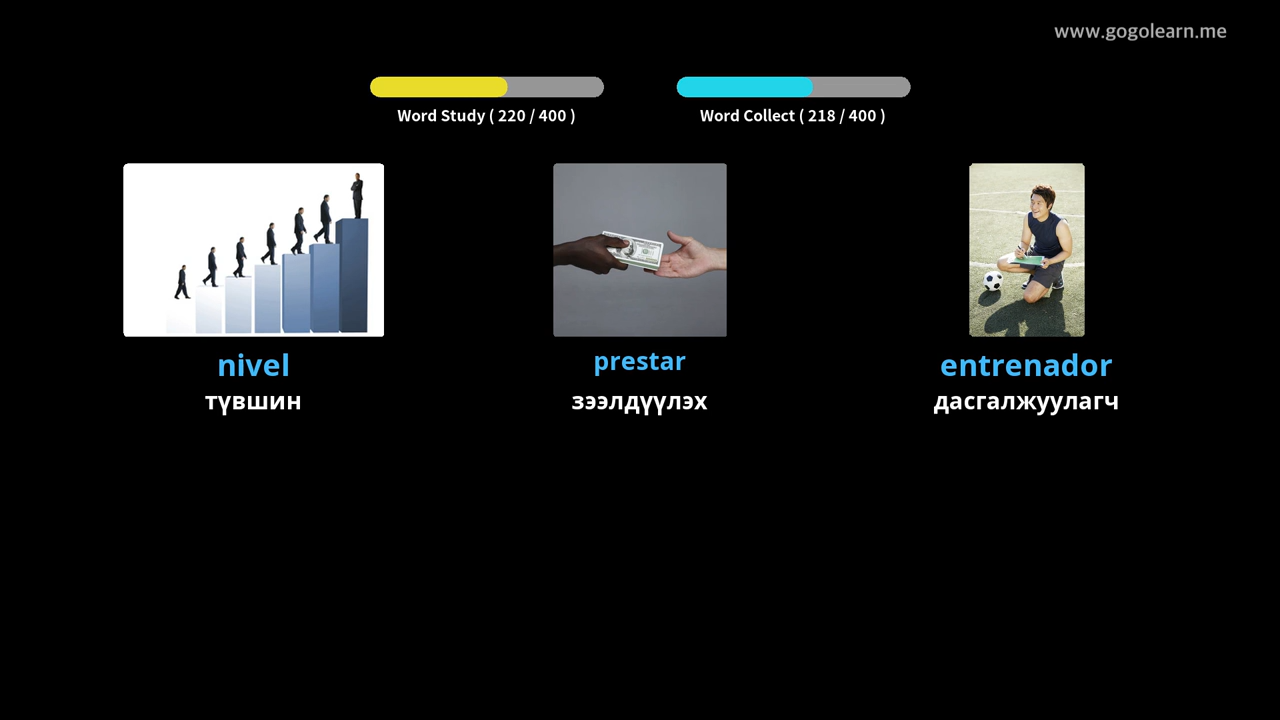 www.gogolearn.me
Word Study ( 220 / 400 )
Word Collect ( 218 / 400 )
nivel
түвшин
prestar
зээлдүүлэх
entrenador
дасгалжуулагч